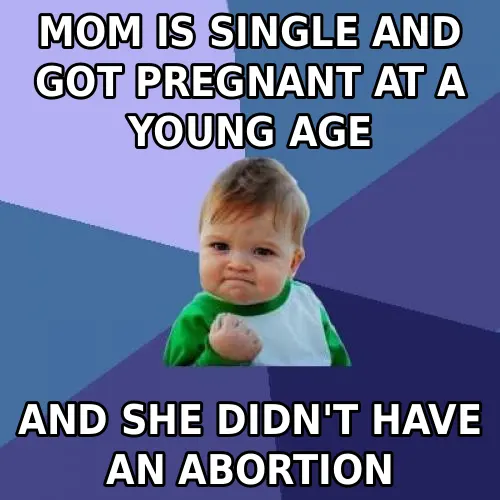 MOM IS SINGLE AND
GOT PREGNANT AT A
YOUNG AGE
AND SHE DIDN'T HAVE
AN ABORTION